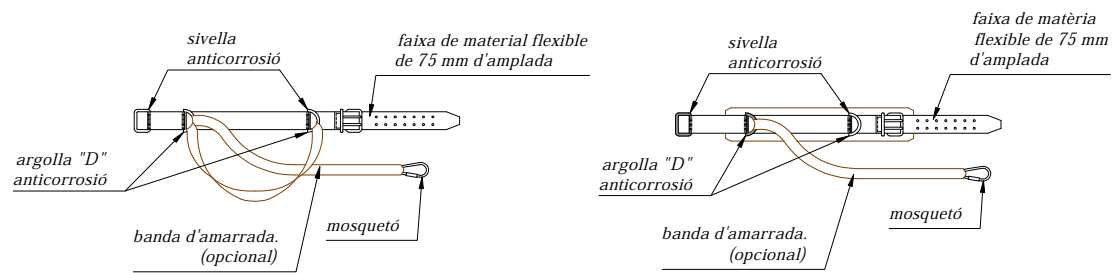 sivella
anticorrosió
faixa de material flexible
de 75 mm d'amplada
argolla "D"
anticorrosió
mosquetó
banda d'amarrada.
(opcional)
faixa de matèria
flexible de 75 mm
d'amplada
sivella
anticorrosió
argolla "D"
anticorrosió
mosquetó
banda d'amarrada.
(opcional)